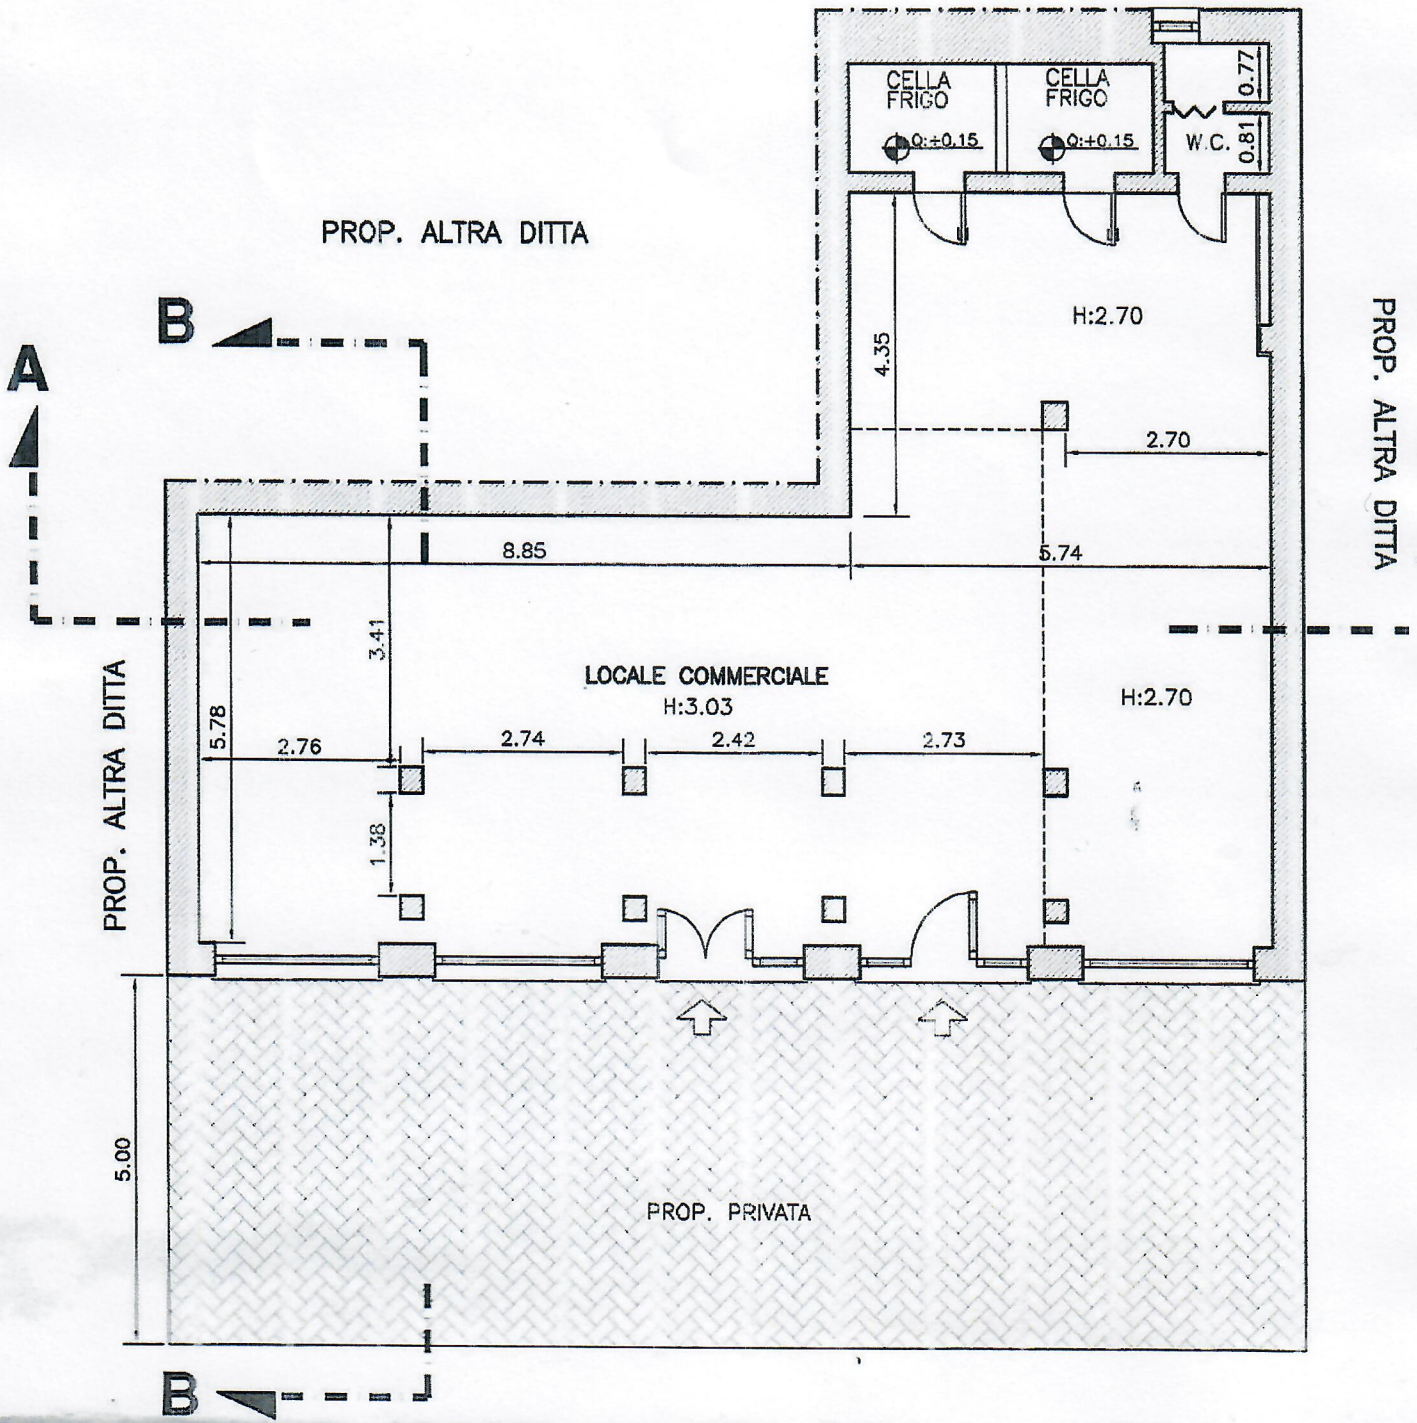 CELLA
FRIGO
Q:+0.15
CELLA
FRIGO
Q:+0.15
0.77
W.C.
0.81
PROP. ALTRA DITTA
B
A
4.35
H:2.70
2.70
PROP. ALTRA DITTA
8.85
5.74
3.41
5.78
LOCALE COMMERCIALE
H:3.03
H:2.70
2.76
2.74
2.42
2.73
1.38
PROP. ALTRA DITTA
5.00
PROP. PRIVATA
B